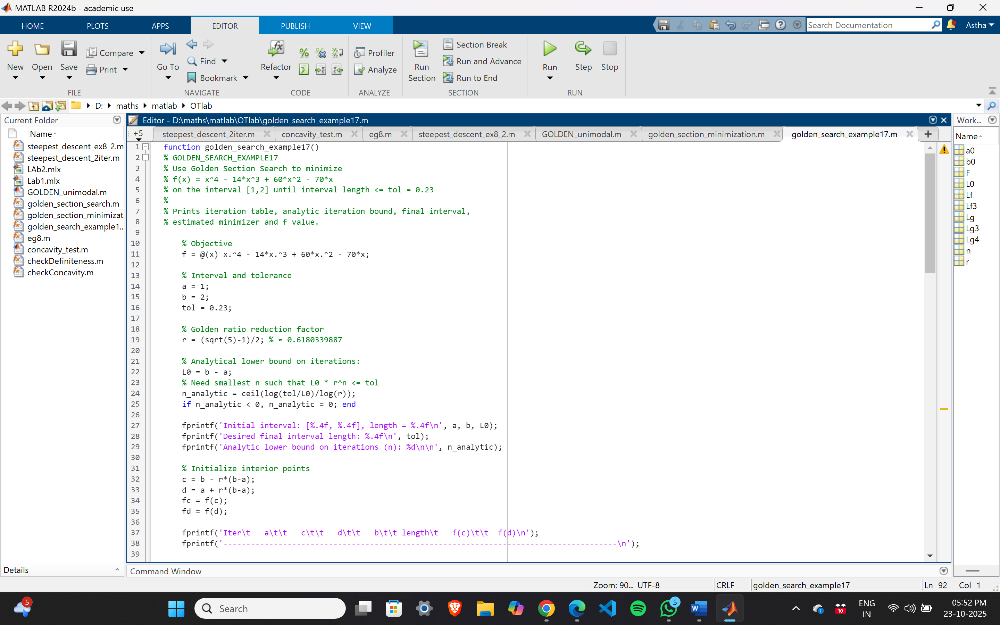 MATLAB R2024b - academic use
HOME PLOTS APPS EDITOR PUBLISH VIEW
Search Documentation
Astha
New
Open
Save
Compare
Print
FILE
Go To
Find
Bookmark
NAVIGATE
Refactor
CODE
Profiler
Analyze
ANALYZE
Run Section
Section Break
Run and Advance
Run to End
SECTION
Run
Step
Stop
RUN
D: maths matlab OTlab
Current Folder
Name
steepest_descent_ex8_2.m
steepest_descent_2iter.m
LAb2.mlx
Lab1.mlx
GOLDEN_unimodal.m
golden_section_search.m
golden_section_minimizat.
golden_search_example1...
eg8.m
concavity_test.m
checkDefiniteness.m
checkConcavity.m
Details
Editor - D:\maths\matlab\OTlab\golden_search_example17.m
+5 steepest_descent_2iter.m concavity_test.m eg8.m steepest_descent_ex8_2.m GOLDEN_unimodal.m golden_section_minimization.m golden_search_example17.m
1 function golden_search_example17()
2 % GOLDEN_SEARCH_EXAMPLE17
3 % Use Golden Section Search to minimize
4 % f(x) = x^4 - 14*x^3 + 60*x^2 - 70*x
5 % on the interval [1,2] until interval length <= tol = 0.23
6 %
7 % Prints iteration table, analytic iteration bound, final interval,
8 % estimated minimizer and f value.
9
10 % Objective
11 f = @(x) x.^4 - 14*x.^3 + 60*x.^2 - 70*x;
12
13 % Interval and tolerance
14 a = 1;
15 b = 2;
16 tol = 0.23;
17
18 % Golden ratio reduction factor
19 r = (sqrt(5)-1)/2; % ≈ 0.6180339887
20
21 % Analytical lower bound on iterations:
22 L0 = b - a;
23 % Need smallest n such that L0 * r^n <= tol
24 n_analytic = ceil(log(tol/L0)/log(r));
25 if n_analytic < 0, n_analytic = 0; end
26
27 fprintf('Initial interval: [%.4f, %.4f], length = %.4f\n', a, b, L0);
28 fprintf('Desired final interval length: %.4f\n', tol);
29 fprintf('Analytic lower bound on iterations (n): %d\n\n', n_analytic);
30
31 % Initialize interior points
32 c = b - r*(b-a);
33 d = a + r*(b-a);
34 fc = f(c);
35 fd = f(d);
36
37 fprintf('Iter\t   a\t\t   c\t\t   d\t\t   b\t\t length\t   f(c)\t\t  f(d)\n');
38 fprintf('--------------------------------------------------------------------------------------\n');
39
Command Window
Work...
Name
a0
b0
F
L0
Lf
Lf3
Lg
Lg3
Lg4
n
r
Zoom: 90... UTF-8 CRLF golden_search_example17 Ln 92 Col 1
5
Search
5
10
ENG
IN
05:52 PM
23-10-2025